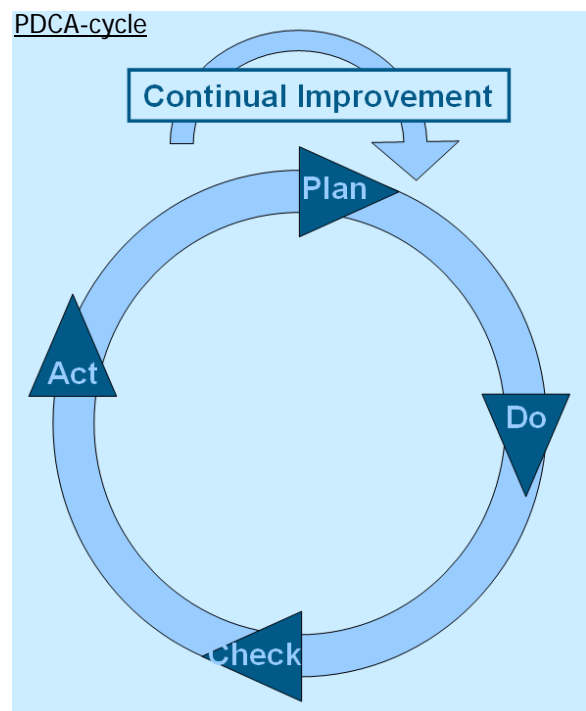 PDCA-cycle
Continual Improvement
Plan
Do
Check
Act